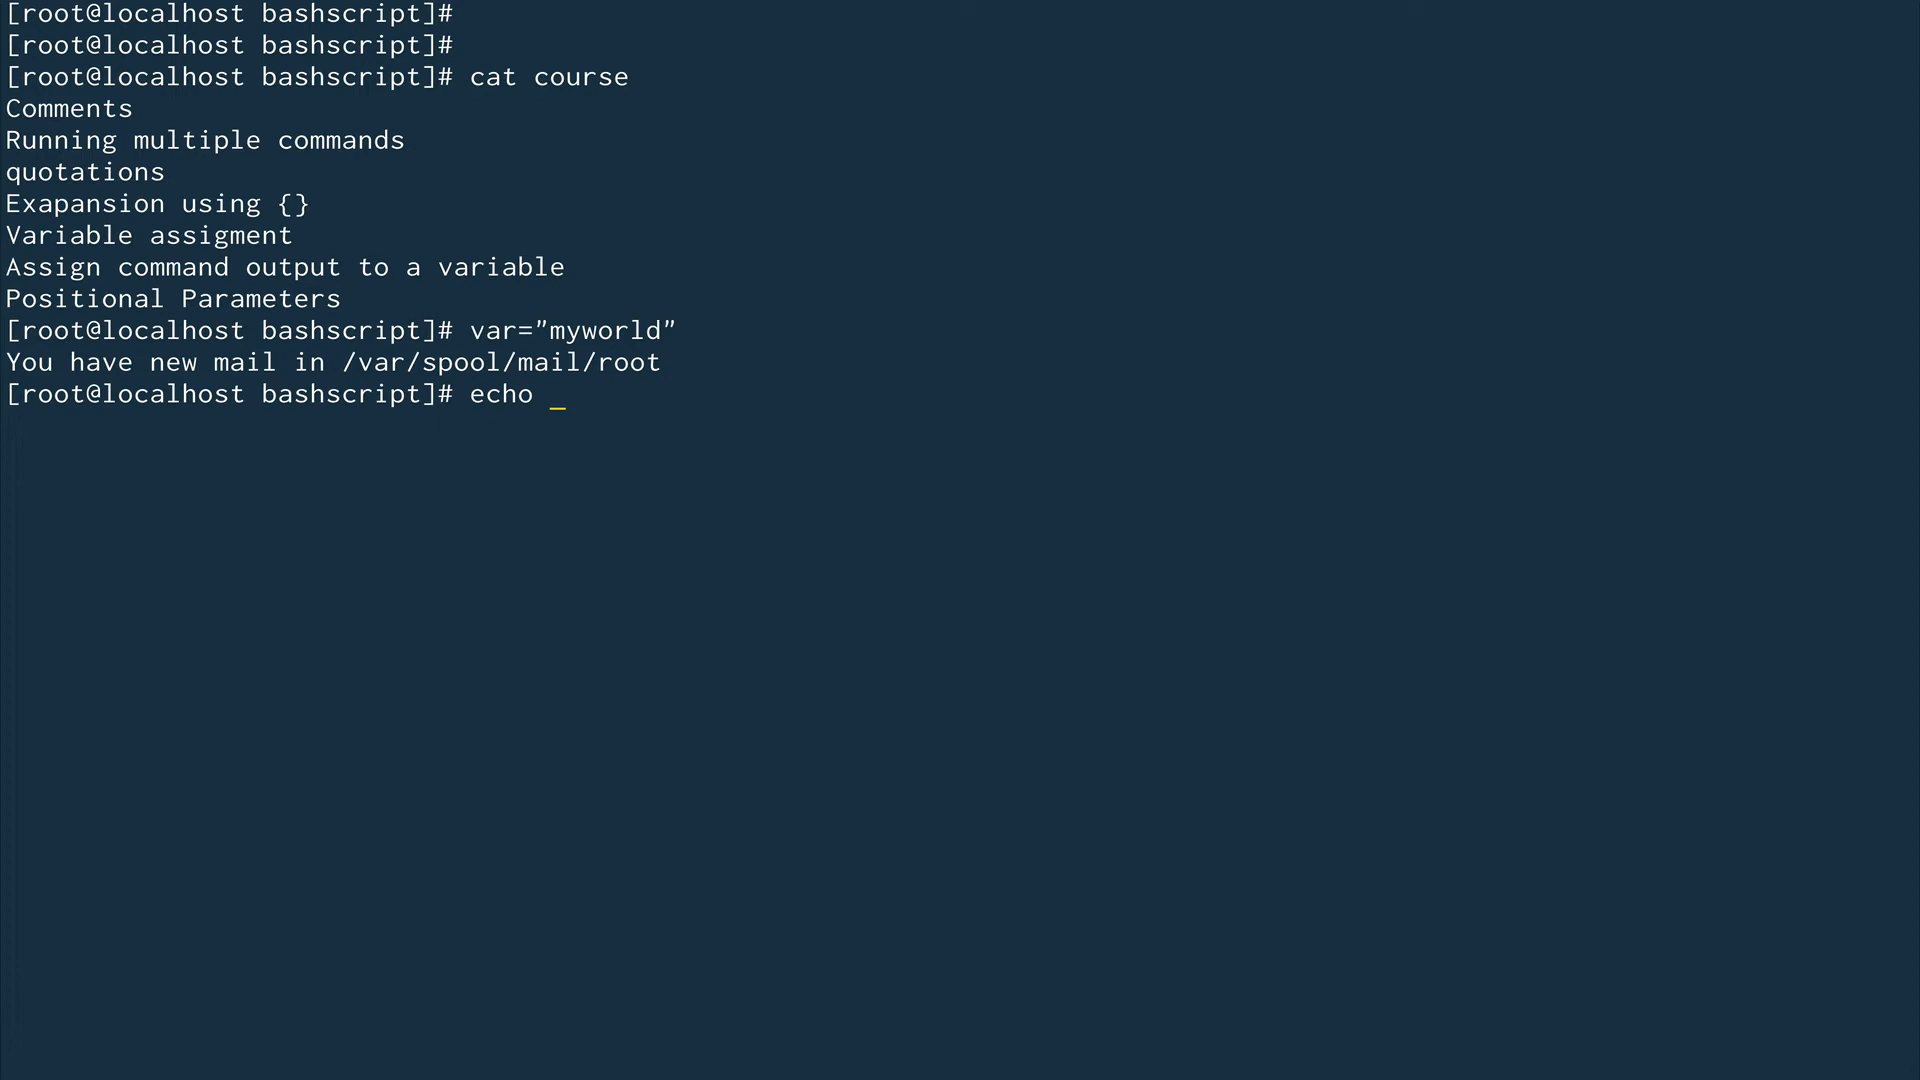 [root@localhost bashscript]#
[root@localhost bashscript]#
[root@localhost bashscript]# cat course
Comments
Running multiple commands
quotations
Exapansion using {}
Variable assigment
Assign command output to a variable
Positional Parameters
[root@localhost bashscript]# var="myworld"
You have new mail in /var/spool/mail/root
[root@localhost bashscript]# echo _